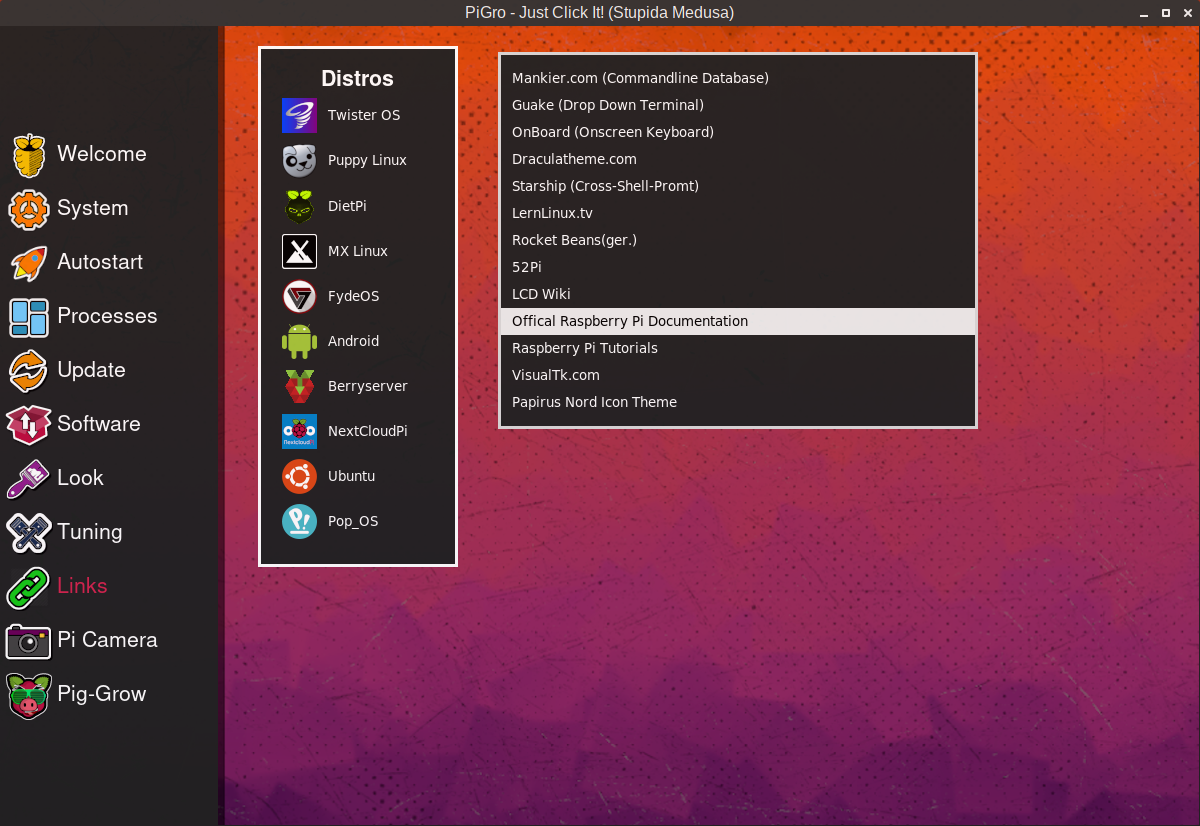 PiGro - Just Click It! (Stupida Medusa)
Welcome
System
Autostart
Processes
Update
Software
Look
Tuning
Links
Pi Camera
Pig-Grow
Distros
Twister OS
Puppy Linux
DietPi
MX Linux
FydeOS
Android
Berryserver
Nextcloud
NextCloudPi
Ubuntu
Pop_OS
Mankier.com (Commandline Database)
Guake (Drop Down Terminal)
OnBoard (Onscreen Keyboard)
Draculatheme.com
Starship (Cross-Shell-Promt)
LernLinux.tv
Rocket Beans(ger.)
52Pi
LCD Wiki
Offical Raspberry Pi Documentation
Raspberry Pi Tutorials
VisualTk.com
Papirus Nord Icon Theme